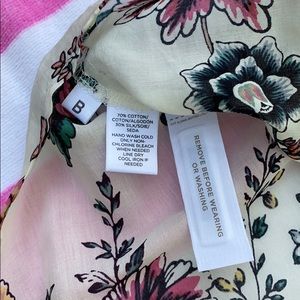 B
70% COTTON/
COTON/ALGODÓN
30% SILK/SOIE/
SEDA
HAND WASH COLD
ONLY NON-
CHLORINE BLEACH
WHEN NEEDED
LINE DRY
COOL IRON IF
NEEDED
REMOVE BEFORE WEARING
OR WASHING